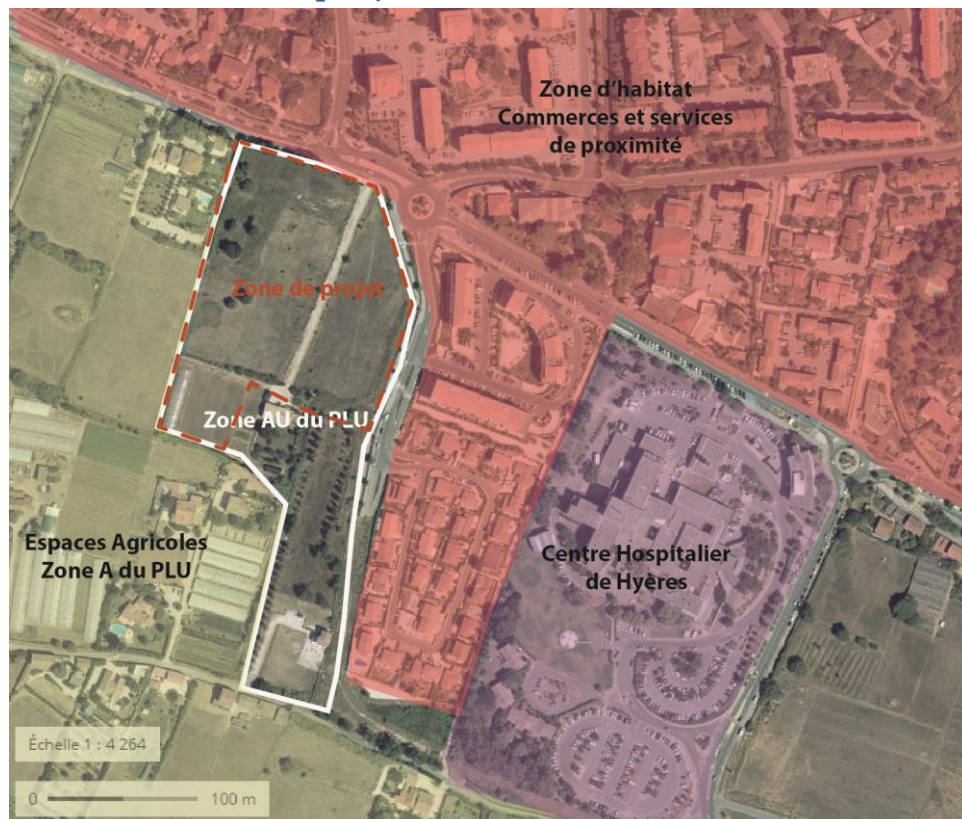 Zone d'habitat
Commerces et services
de proximité
Zone de projet
Zone AU du PLU
Espaces Agricoles
Zone A du PLU
Centre Hospitalier
de Hyères
Échelle 1 : 4 264
0 100 m